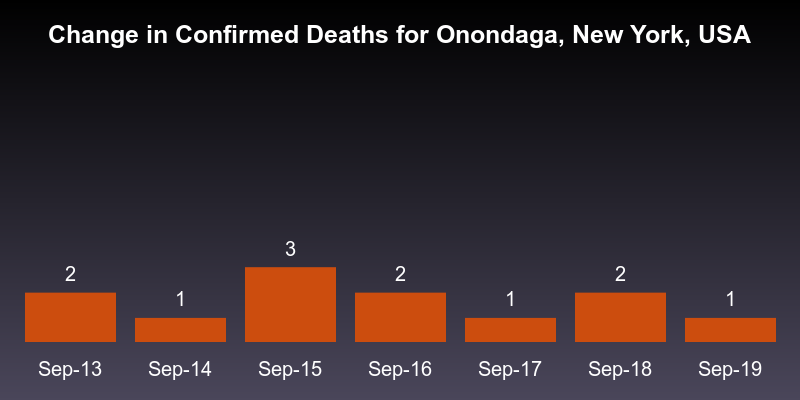 Change in Confirmed Deaths for Onondaga, New York, USA
2 1 3 2 1 2 1
Sep-13 Sep-14 Sep-15 Sep-16 Sep-17 Sep-18 Sep-19